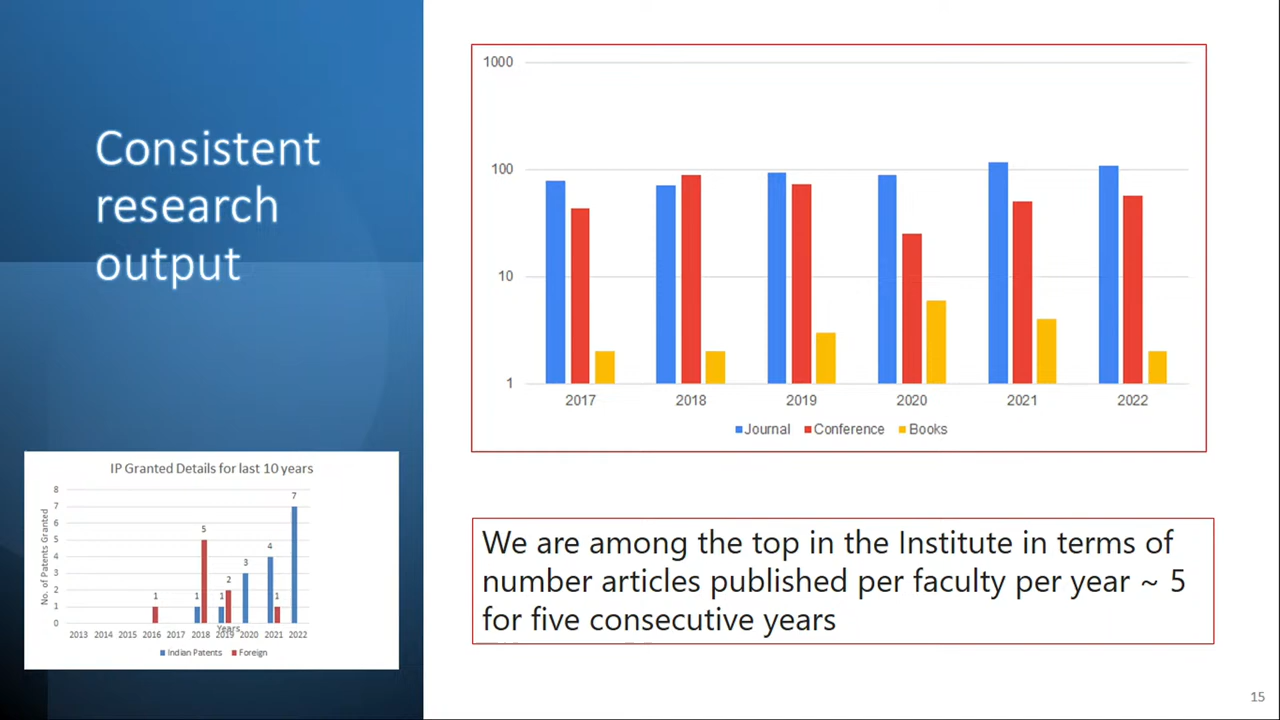 Consistent
research
output
1000
100
10
1
2017 2018 2019 2020 2021 2022
Journal Conference Books
IP Granted Details for last 10 years
No. of Patents Granted
8
7
6
5
4
3
2
1
0
1 1 5 1 2 3 4 1 7
2013 2014 2015 2016 2017 2018 2019 2020 2021 2022
Years
Indian Patents Foreign
We are among the top in the Institute in terms of
number articles published per faculty per year ~ 5
for five consecutive years
15